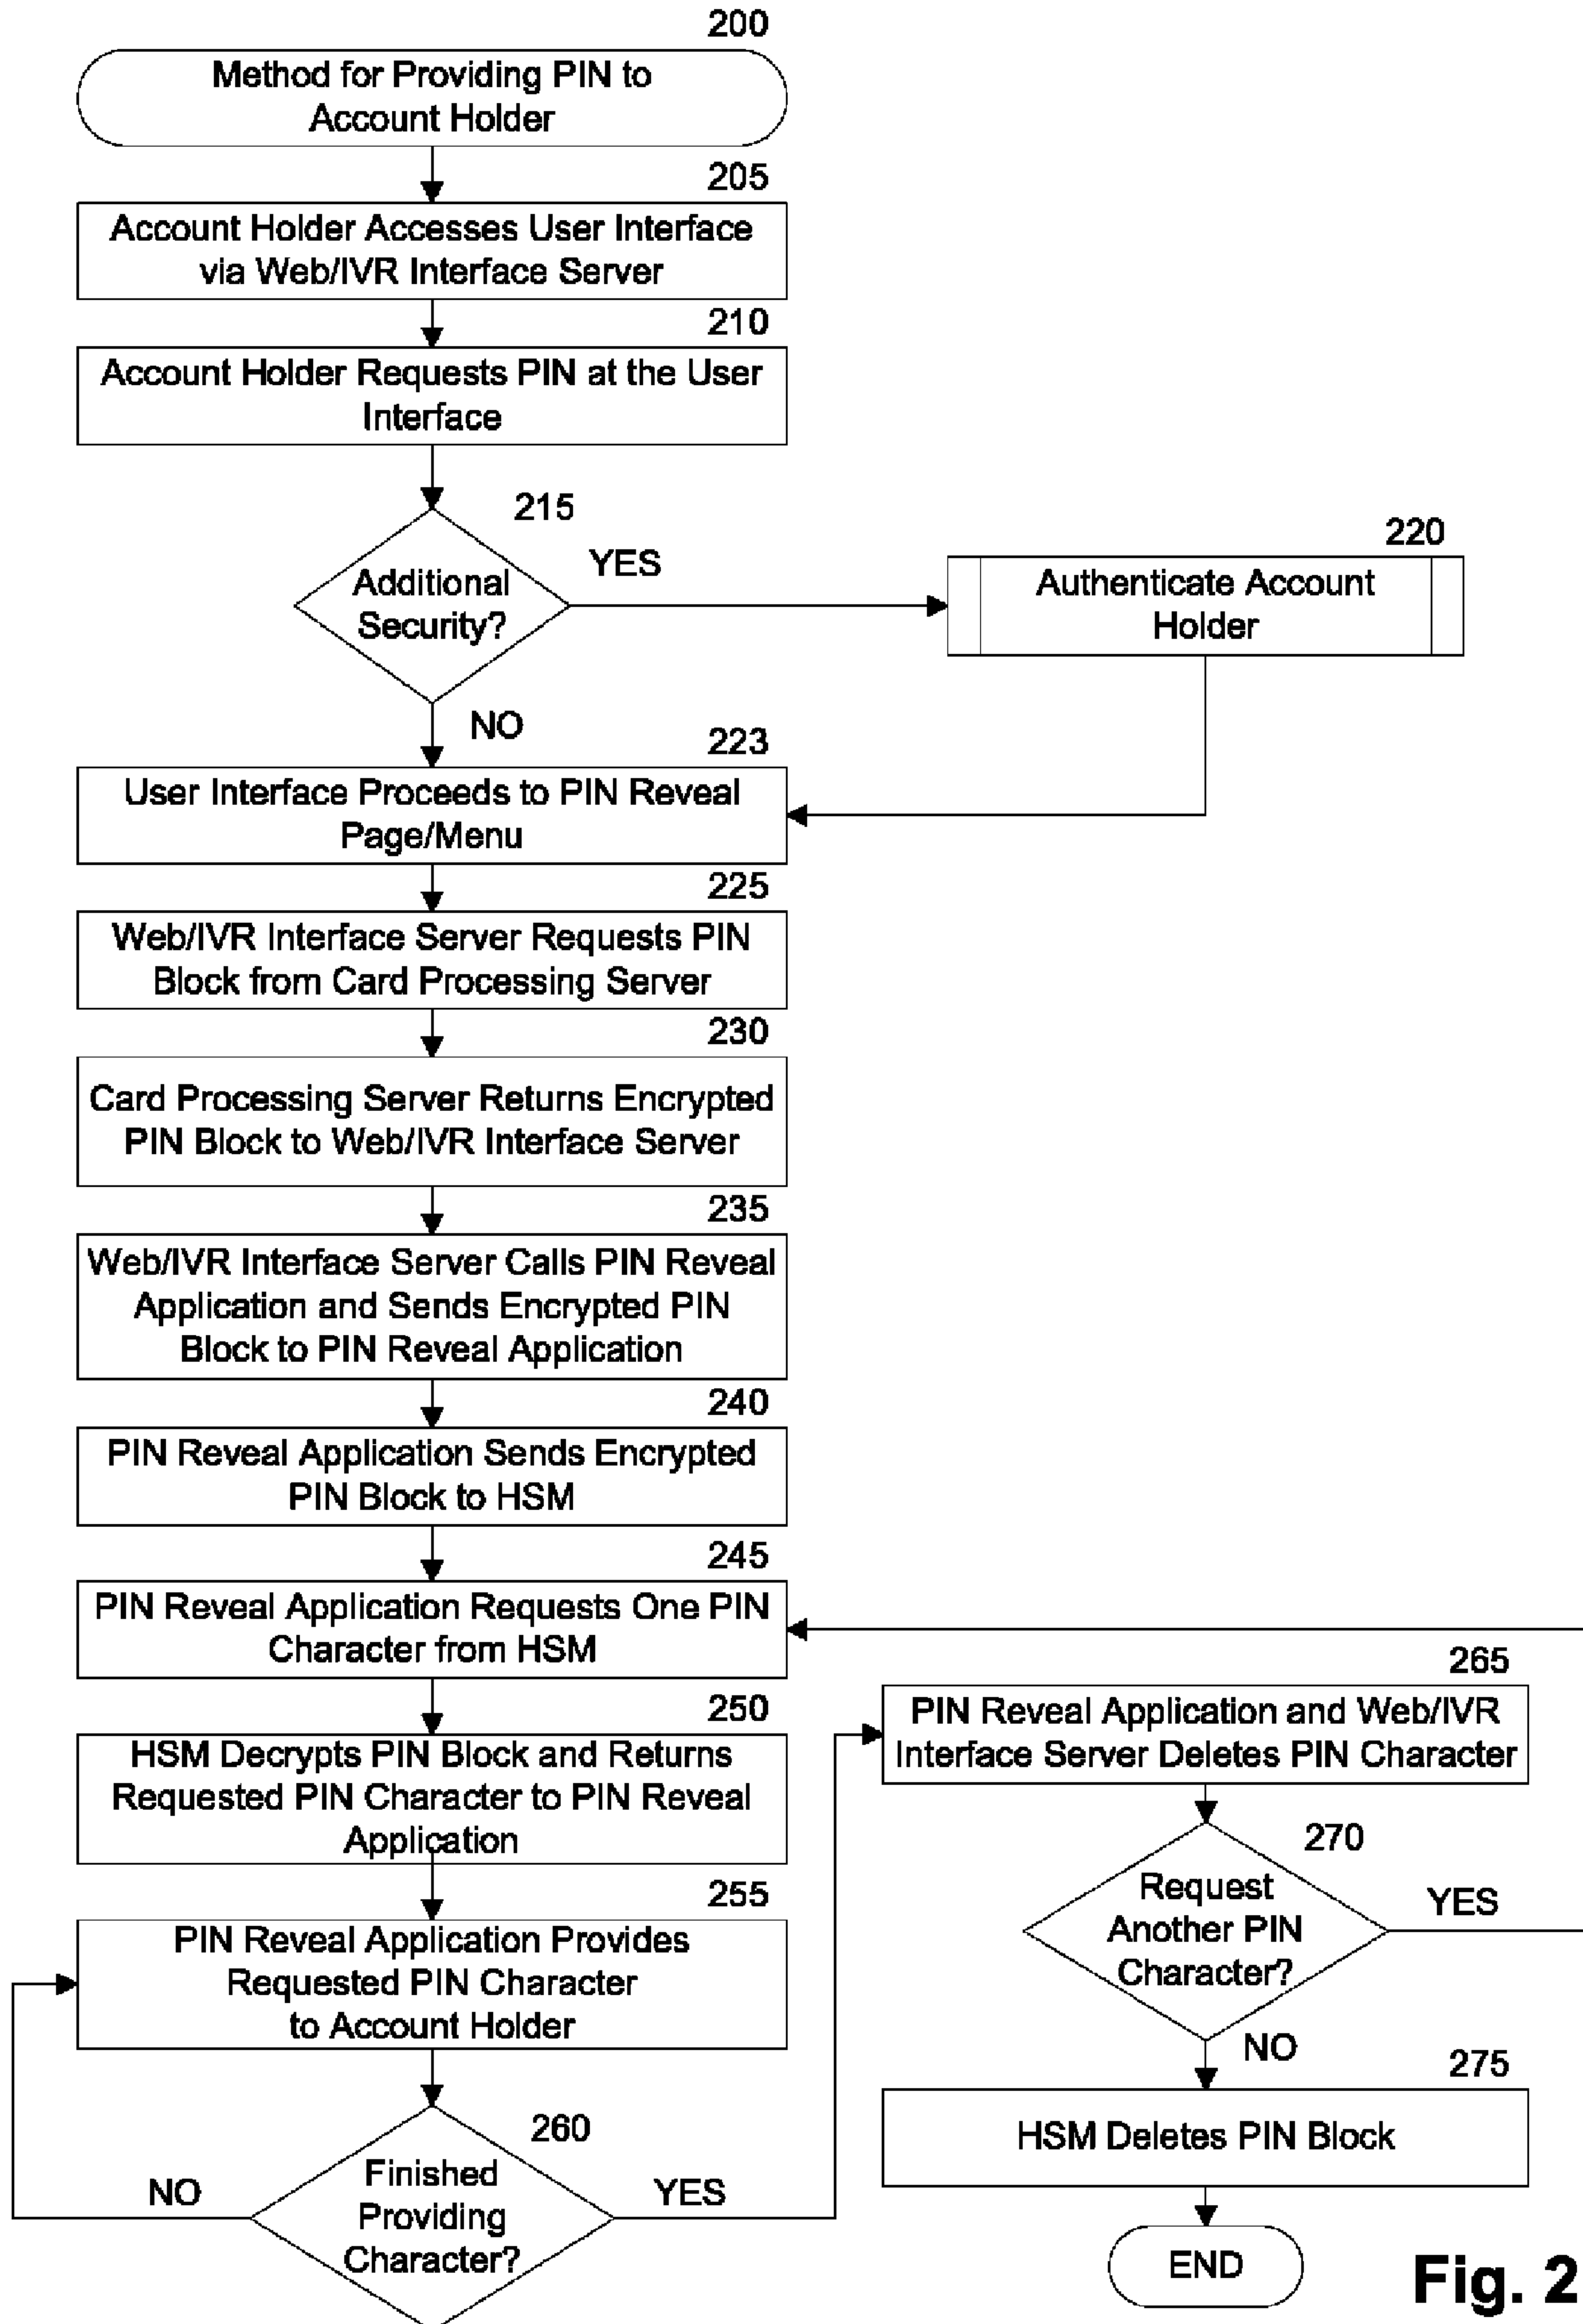 200
Method for Providing PIN to
Account Holder
205
Account Holder Accesses User Interface
via Web/IVR Interface Server
210
Account Holder Requests PIN at the User
Interface
215
Additional
Security?
YES
NO
220
Authenticate Account
Holder
223
User Interface Proceeds to PIN Reveal
Page/Menu
225
Web/IVR Interface Server Requests PIN
Block from Card Processing Server
230
Card Processing Server Returns Encrypted
PIN Block to Web/IVR Interface Server
235
Web/IVR Interface Server Calls PIN Reveal
Application and Sends Encrypted PIN
Block to PIN Reveal Application
240
PIN Reveal Application Sends Encrypted
PIN Block to HSM
245
PIN Reveal Application Requests One PIN
Character from HSM
250
HSM Decrypts PIN Block and Returns
Requested PIN Character to PIN Reveal
Application
255
PIN Reveal Application Provides
Requested PIN Character
to Account Holder
260
Finished
Providing
Character?
NO
YES
265
PIN Reveal Application and Web/IVR
Interface Server Deletes PIN Character
270
Request
Another PIN
Character?
YES
NO
275
HSM Deletes PIN Block
END
Fig. 2